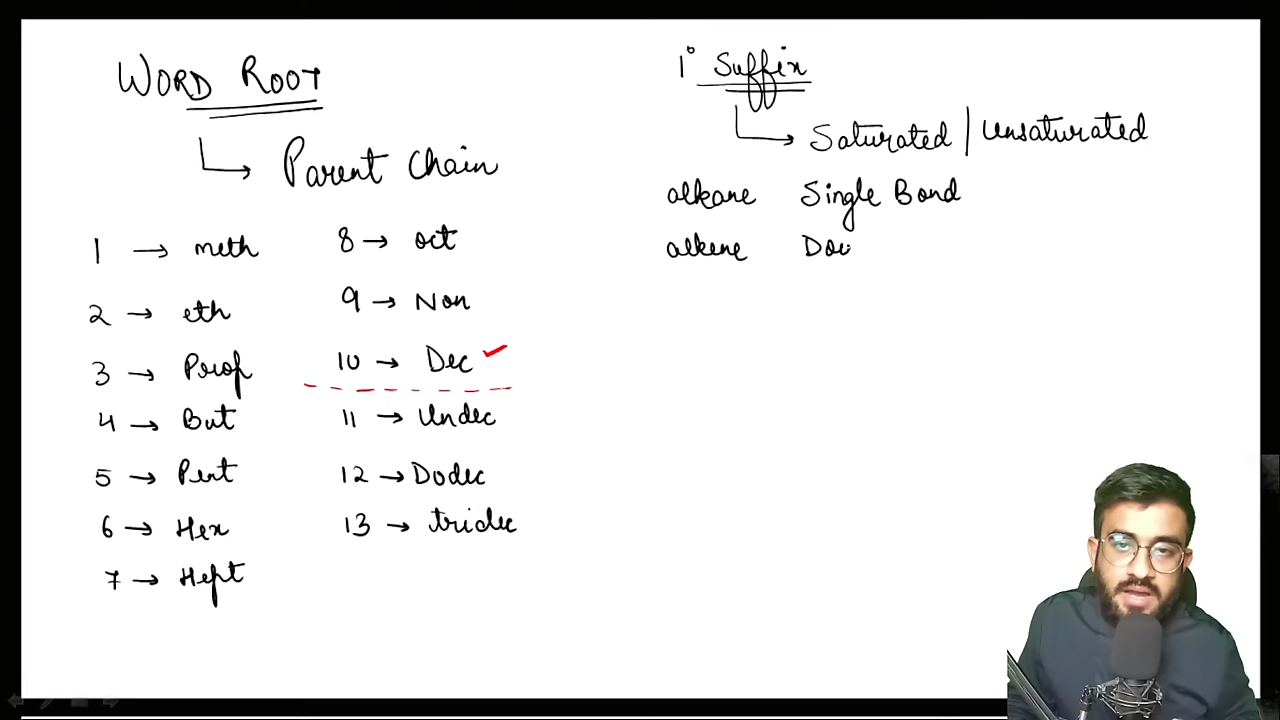 WORD ROOT
Parent Chain
1 → meth
2 → eth
3 → Prop
4 → But
5 → Pent
6 → Hex
7 → Hept
8 → oct
9 → Non
10 → Dec ✓
11 → Undec
12 → Dodec
13 → tridec
1° Suffix
Saturated | Unsaturated
alkane Single Bond
alkene Dou